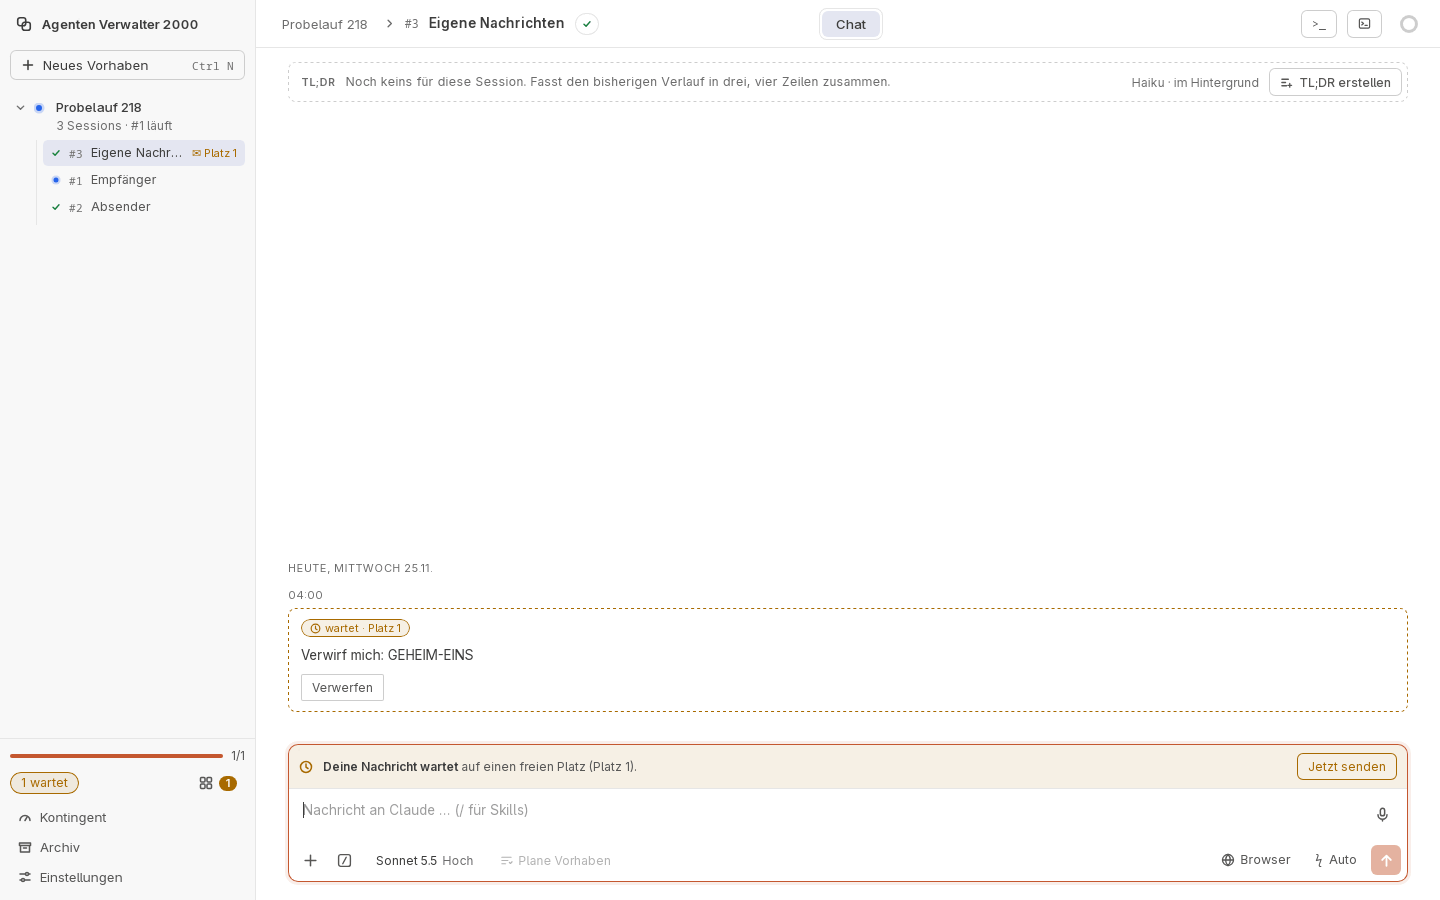 Agenten Verwalter 2000
Neues Vorhaben Ctrl N
Probelauf 218
3 Sessions · #1 läuft
#3 Eigene Nachr… ✉ Platz 1
#1 Empfänger
#2 Absender
1/1
1 wartet 1
Kontingent
Archiv
Einstellungen
Probelauf 218 #3 Eigene Nachrichten
Chat
>_
TL;DR Noch keins für diese Session. Fasst den bisherigen Verlauf in drei, vier Zeilen zusammen. Haiku · im Hintergrund TL;DR erstellen
HEUTE, MITTWOCH 25.11.
04:00
wartet · Platz 1
Verwirf mich: GEHEIM-EINS
Verwerfen
Deine Nachricht wartet auf einen freien Platz (Platz 1). Jetzt senden
Nachricht an Claude … (/ für Skills)
Sonnet 5.5 Hoch Plane Vorhaben Browser Auto